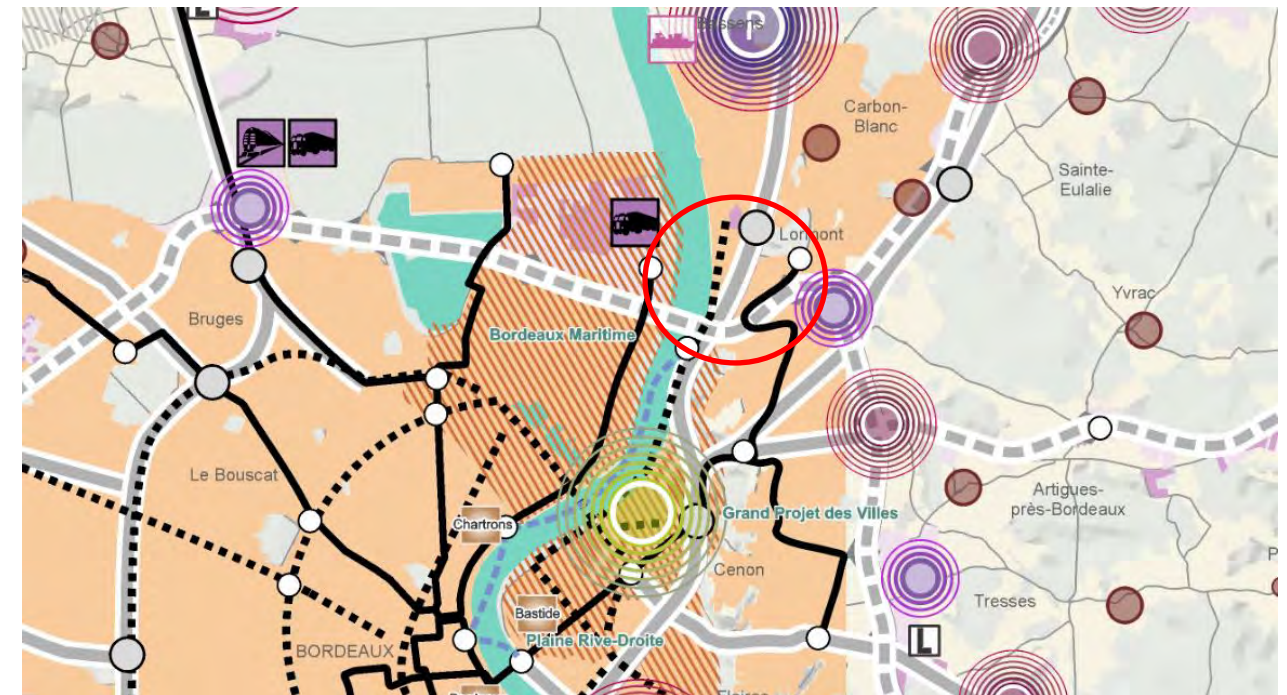 L
Bassens
P
Carbon-
Blanc
Sainte-
Eulalie
Lormont
Yvrac
Bruges
Bordeaux Maritime
Le Bouscat
Chartrons
Grand Projet des Villes
Artigues-
près-Bordeaux
Cenon
Tresses
Bastide
Plaine Rive-Droite
BORDEAUX
L
P